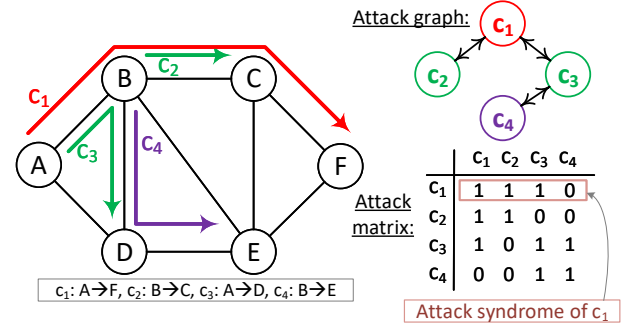 Attack graph:
c₁
c₂
c₃
c₄
B
c₂
C
c₁
c₃
c₄
A
F
D
E
c₁: A→F, c₂: B→C, c₃: A→D, c₄: B→E
Attack
matrix:
c₁ c₂ c₃ c₄
c₁ 1 1 1 0
c₂ 1 1 0 0
c₃ 1 0 1 1
c₄ 0 0 1 1
Attack syndrome of c₁